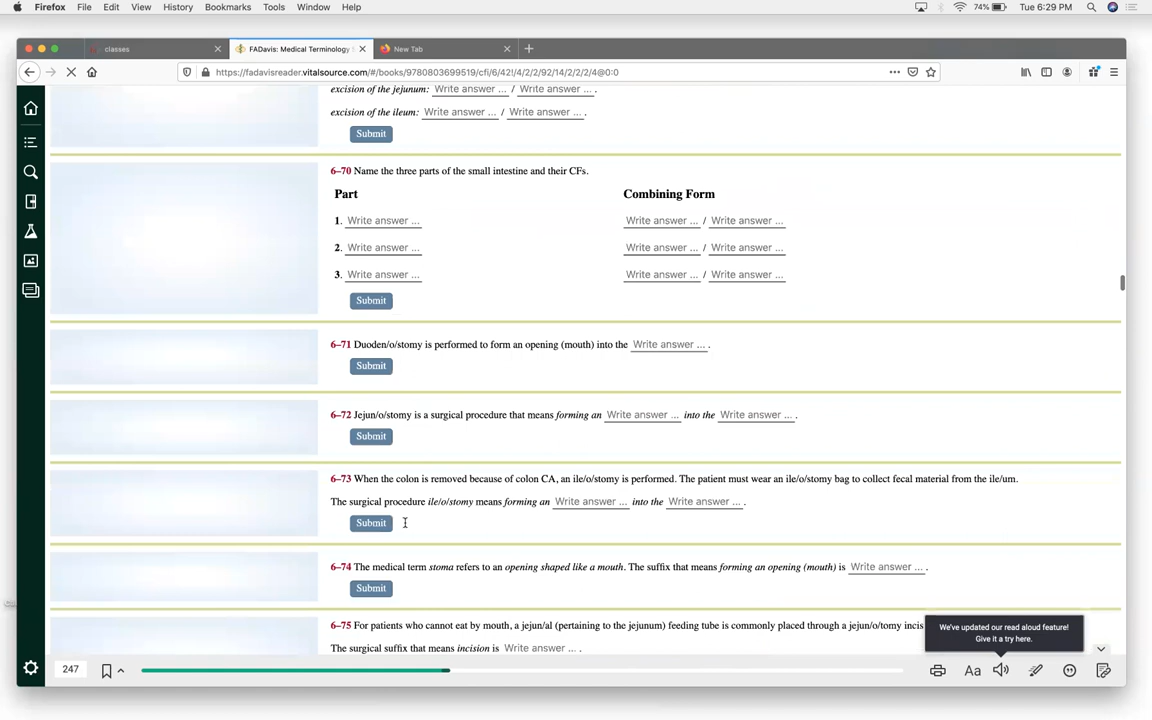 Firefox File Edit View History Bookmarks Tools Window Help 74% Tue 6:29 PM
classes FADavis: Medical Terminology New Tab
https://fadavisreader.vitalsource.com/#/books/9780803699519/cfi/6/42!/4/2/2/92/14/2/2/2/4@0:0
excision of the jejunum: Write answer ... / Write answer ... .
excision of the ileum: Write answer ... / Write answer ... .
Submit
6–70 Name the three parts of the small intestine and their CFs.
Part Combining Form
1. Write answer ... Write answer ... / Write answer ...
2. Write answer ... Write answer ... / Write answer ...
3. Write answer ... Write answer ... / Write answer ...
Submit
6–71 Duoden/o/stomy is performed to form an opening (mouth) into the Write answer ... .
Submit
6–72 Jejun/o/stomy is a surgical procedure that means forming an Write answer ... into the Write answer ... .
Submit
6–73 When the colon is removed because of colon CA, an ile/o/stomy is performed. The patient must wear an ile/o/stomy bag to collect fecal material from the ile/um.
The surgical procedure ile/o/stomy means forming an Write answer ... into the Write answer ... .
Submit
6–74 The medical term stoma refers to an opening shaped like a mouth. The suffix that means forming an opening (mouth) is Write answer ... .
Submit
6–75 For patients who cannot eat by mouth, a jejun/al (pertaining to the jejunum) feeding tube is commonly placed through a jejun/o/tomy incis
The surgical suffix that means incision is Write answer ... .
We've updated our read aloud feature!
Give it a try here.
247 Aa